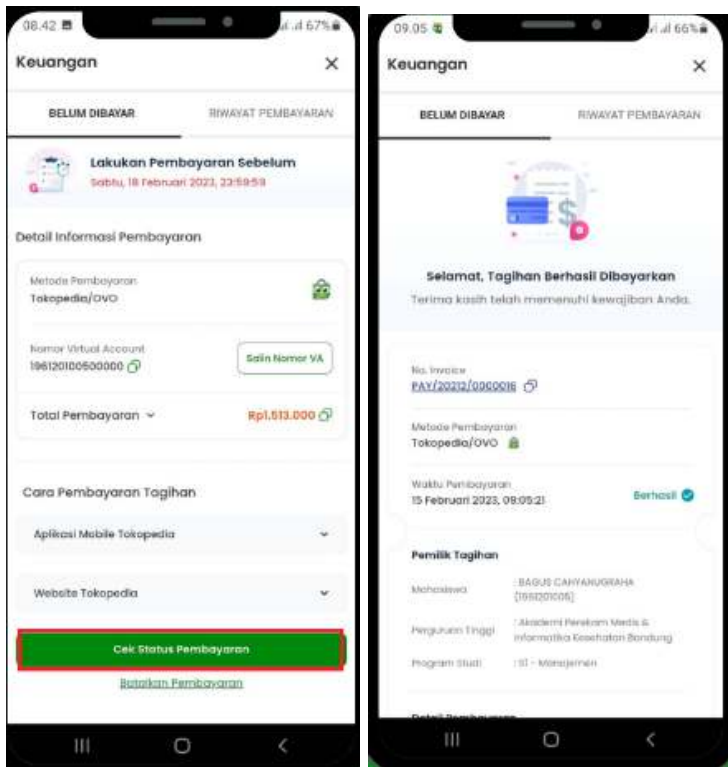 08.42
67%
Keuangan
BELUM DIBAYAR RIWAYAT PEMBAYARAN
Lakukan Pembayaran Sebelum
Sabtu, 18 Februari 2023, 23:59:59
Detail Informasi Pembayaran
Metode Pembayaran
Tokopedia/OVO
Nomor Virtual Account
196120100500000
Salin Nomor VA
Total Pembayaran
Rp1.513.000
Cara Pembayaran Tagihan
Aplikasi Mobile Tokopedia
Website Tokopedia
Cek Status Pembayaran
Batalkan Pembayaran
09.05
66%
Keuangan
BELUM DIBAYAR RIWAYAT PEMBAYARAN
Selamat, Tagihan Berhasil Dibayarkan
Terima kasih telah memenuhi kewajiban Anda.
No. Invoice
PAY/20212/0000016
Metode Pembayaran
Tokopedia/OVO
Waktu Pembayaran
15 Februari 2023, 09:05:21
Berhasil
Pemilik Tagihan
Mahasiswa : BAGUS CAHYANUGRAHA
(1961201005)
Perguruan Tinggi : Akademi Perekam Medis &
Informatika Kesehatan Bandung
Program Studi : S1 - Manajemen
Detail Pembayaran